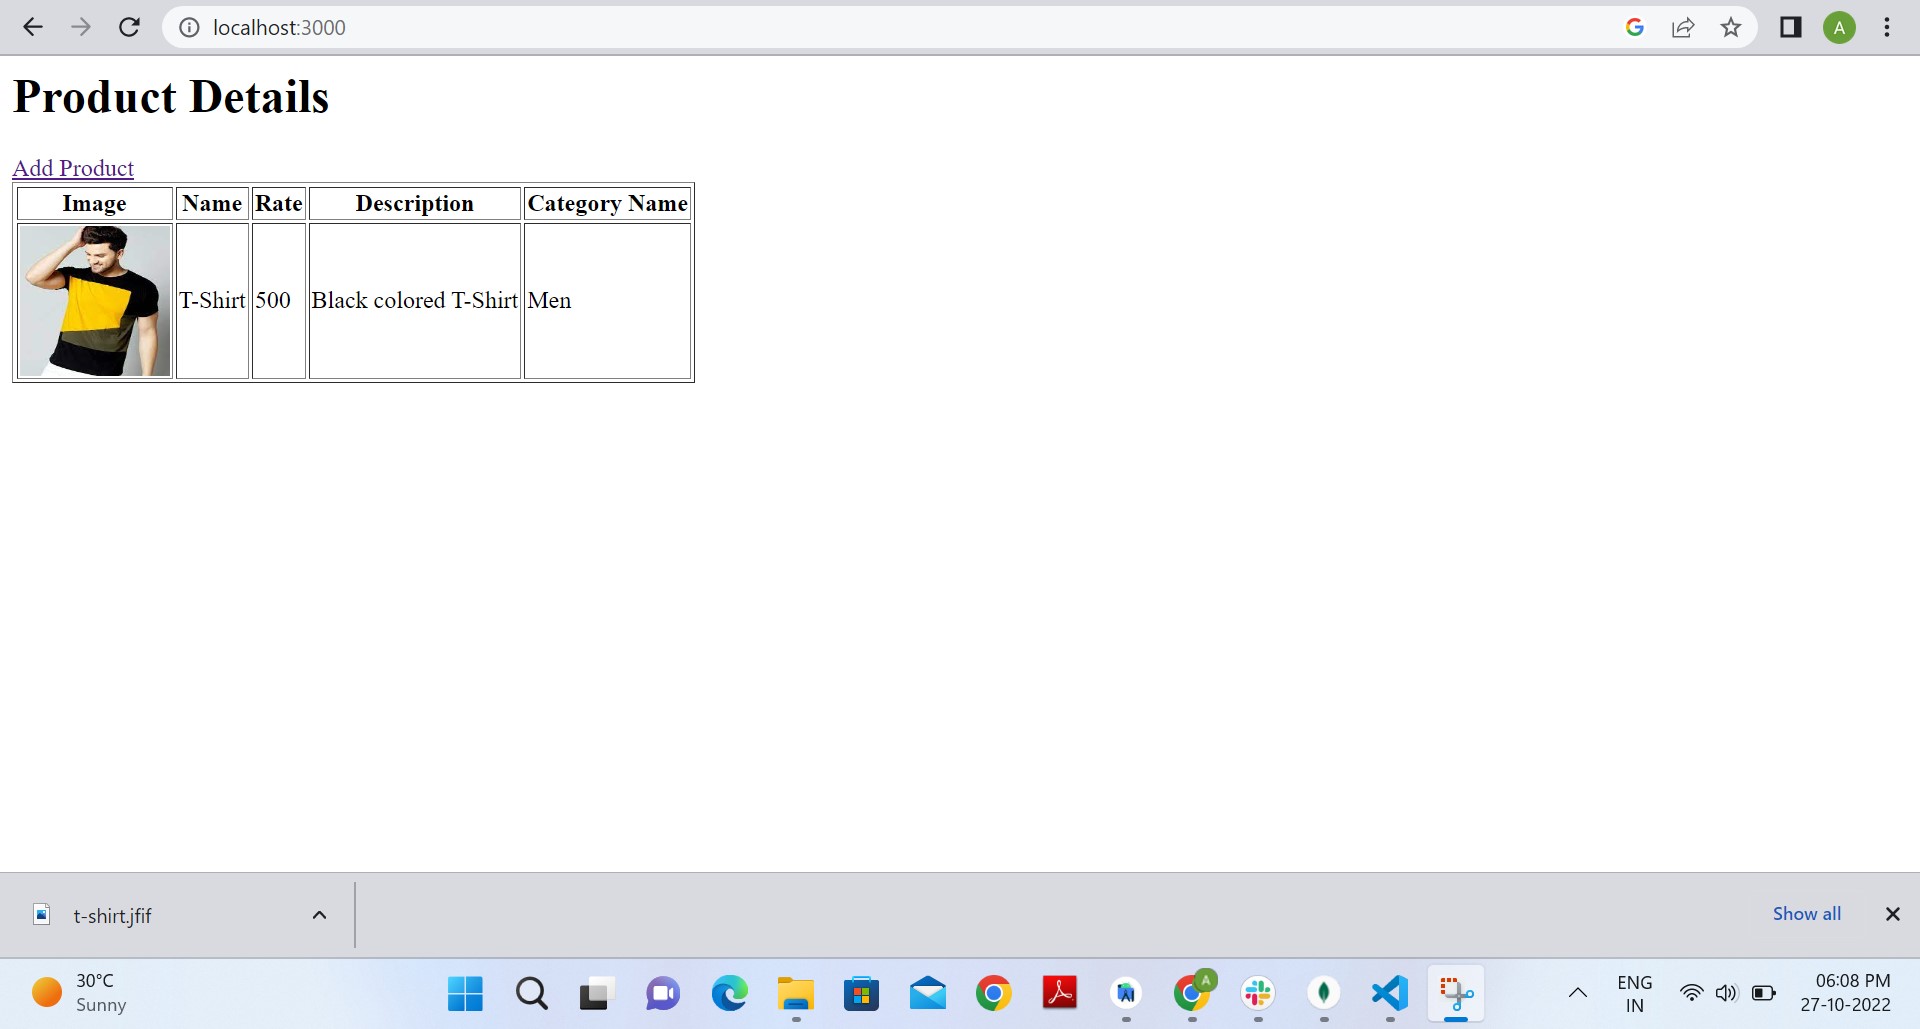 localhost:3000
A
Product Details
Add Product
Image Name Rate Description Category Name
T-Shirt 500 Black colored T-Shirt Men
t-shirt.jfif
Show all
30°C
Sunny
AI
A
ENG
IN
06:08 PM
27-10-2022